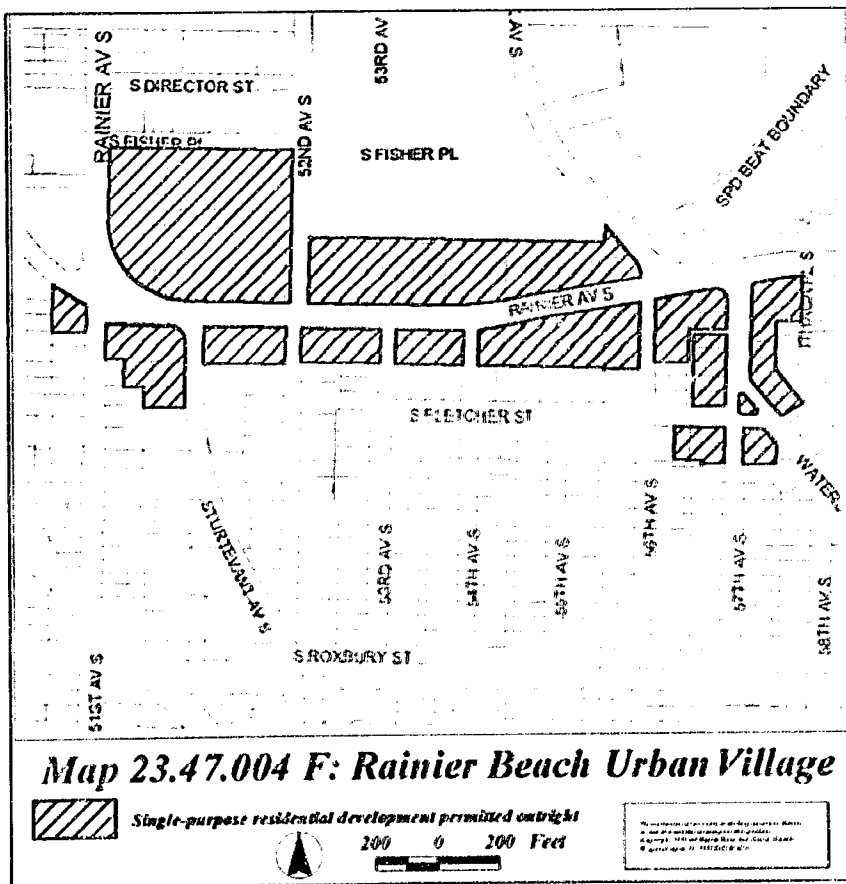 RAINIER AV S
S DIRECTOR ST
S FISHER PL
52ND AV S
53RD AV
AV S
S FISHER PL
SPD BEAT BOUNDARY
RAINIER AV S
S FLETCHER ST
WATER
STURTEVANT AV S
53RD AV S
54TH AV S
55TH AV S
56TH AV S
57TH AV S
58TH AV S
S ROXBURY ST
51ST AV S
Map 23.47.004 F: Rainier Beach Urban Village
Single-purpose residential development permitted outright
200 0 200 Feet